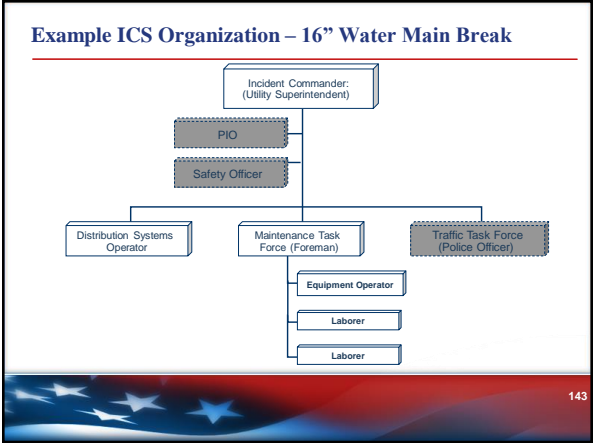 Example ICS Organization – 16” Water Main Break
Incident Commander:
(Utility Superintendent)
PIO
Safety Officer
Distribution Systems
Operator
Maintenance Task
Force (Foreman)
Traffic Task Force
(Police Officer)
Equipment Operator
Laborer
Laborer
143